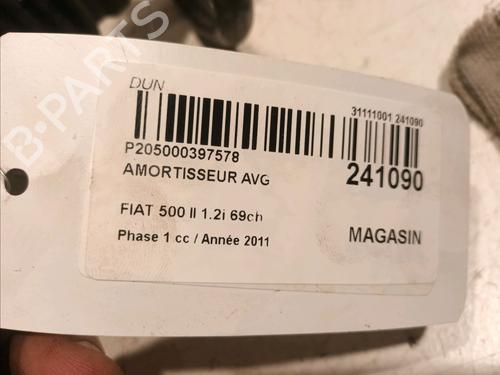 DUN
31111001 241090
P205000397578
AMORTISSEUR AVG
241090
FIAT 500 II 1.2i 69ch
Phase 1 cc / Année 2011
MAGASIN
B-PARTS